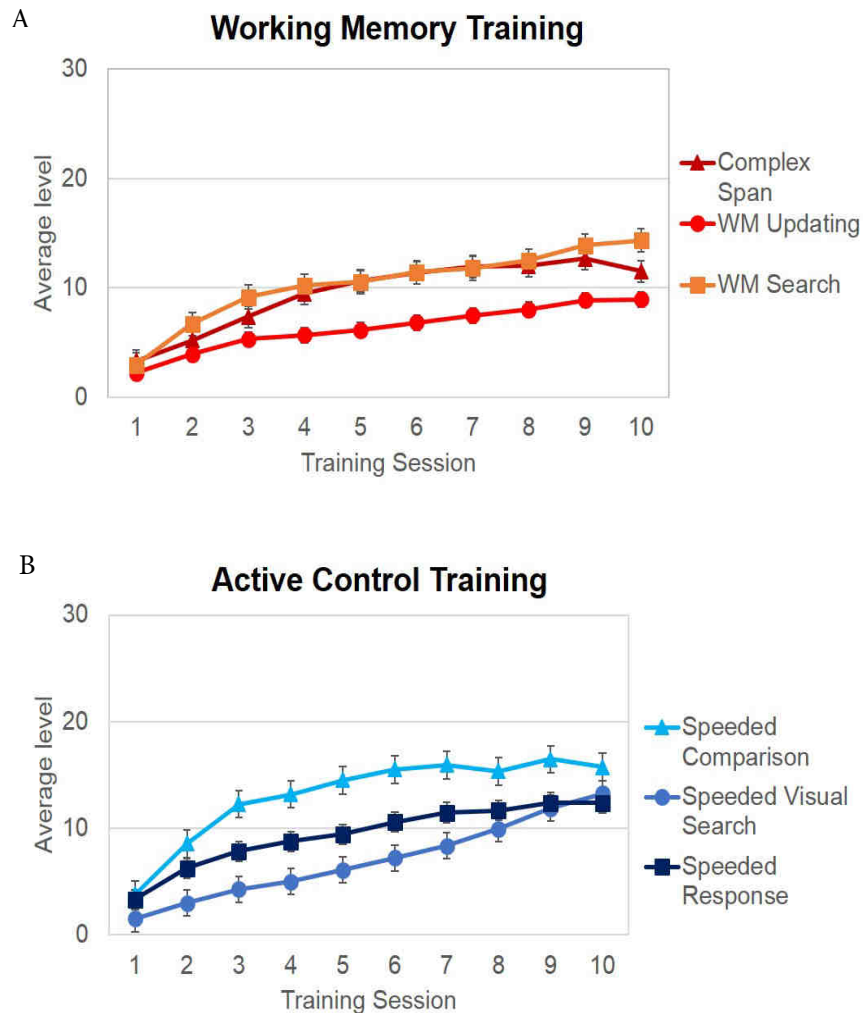 A
Working Memory Training
30
20
10
0
Average level
1 2 3 4 5 6 7 8 9 10
Training Session
Complex
Span
WM Updating
WM Search
B
Active Control Training
30
20
10
0
Average level
1 2 3 4 5 6 7 8 9 10
Training Session
Speeded
Comparison
Speeded Visual
Search
Speeded
Response